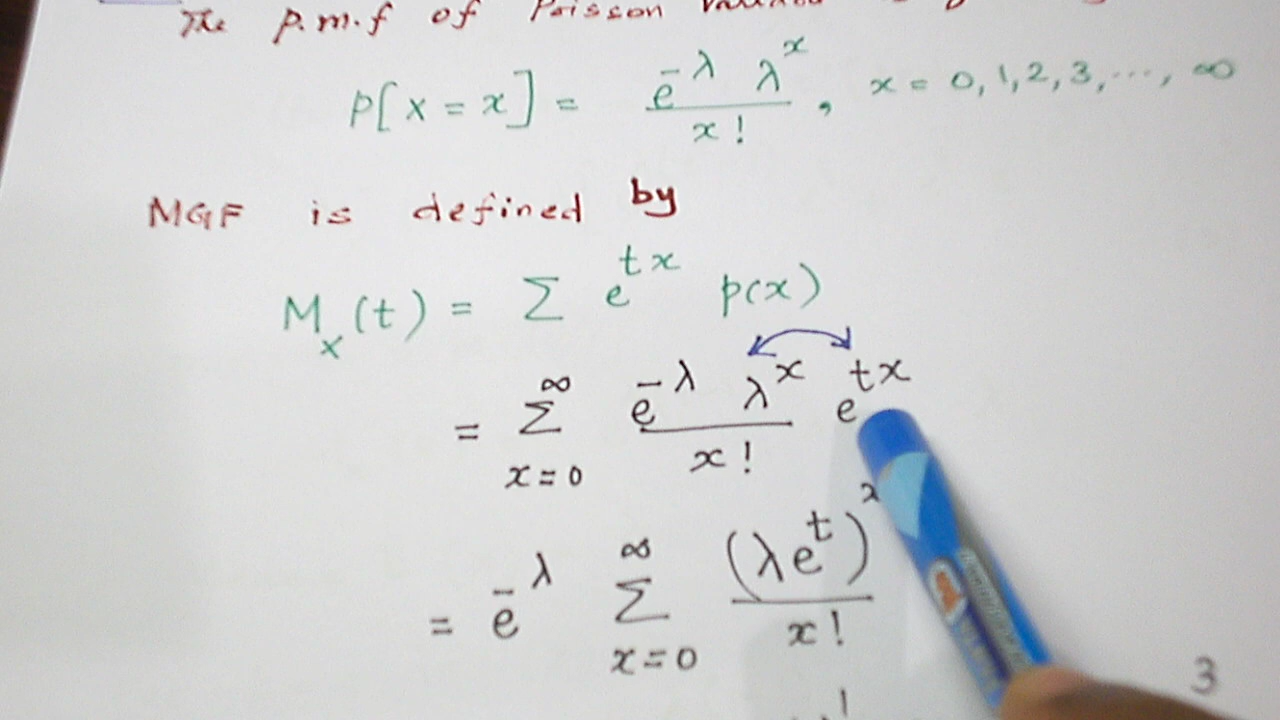 The p.m.f of Poisson
P[X = x] = e^{-λ} λ^x / x! , x = 0, 1, 2, 3, ..., ∞
MGF is defined by
M_X(t) = Σ e^{tx} p(x)
= Σ_{x=0}^{∞} e^{-λ} λ^x / x! e^{tx}
= e^{-λ} Σ_{x=0}^{∞} (λe^t)^x / x!
3